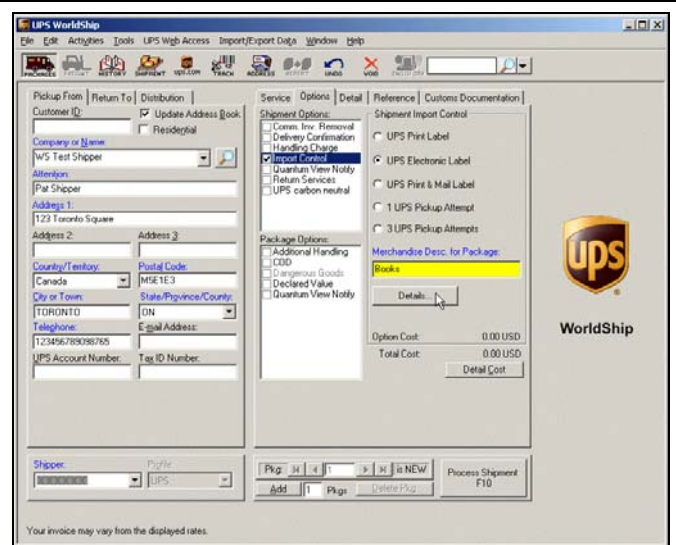 UPS WorldShip
File Edit Activities Tools UPS Web Access Import/Export Data Window Help
PACKAGES FREIGHT HISTORY SHIPMENT UPS.COM TRACK ADDRESS REPEAT UNDO VOID
Pickup From Return To Distribution
Customer ID:
Update Address Book
Residential
Company or Name:
WS Test Shipper
Attention:
Pat Shipper
Address 1:
123 Toronto Square
Address 2: Address 3:
Country/Territory: Postal Code:
Canada M5E1E3
City or Town: State/Province/County:
TORONTO ON
Telephone: E-mail Address:
123456789098765
UPS Account Number: Tax ID Number:
Shipper: Profile
UPS
Service Options Detail Reference Customs Documentation
Shipment Options:
Comm. Inv. Removal
Delivery Confirmation
Handling Charge
Import Control
Quantum View Notify
Return Services
UPS carbon neutral
Package Options:
Additional Handling
COD
Dangerous Goods
Declared Value
Quantum View Notify
Shipment Import Control
UPS Print Label
UPS Electronic Label
UPS Print & Mail Label
1 UPS Pickup Attempt
3 UPS Pickup Attempts
Merchandise Desc. for Package:
Books
Details...
Option Cost: 0.00 USD
Total Cost: 0.00 USD
Detail Cost
Pkg: 1 is NEW
Add 1 Pkgs Delete Pkg
Process Shipment
F10
ups
WorldShip
Your invoice may vary from the displayed rates.